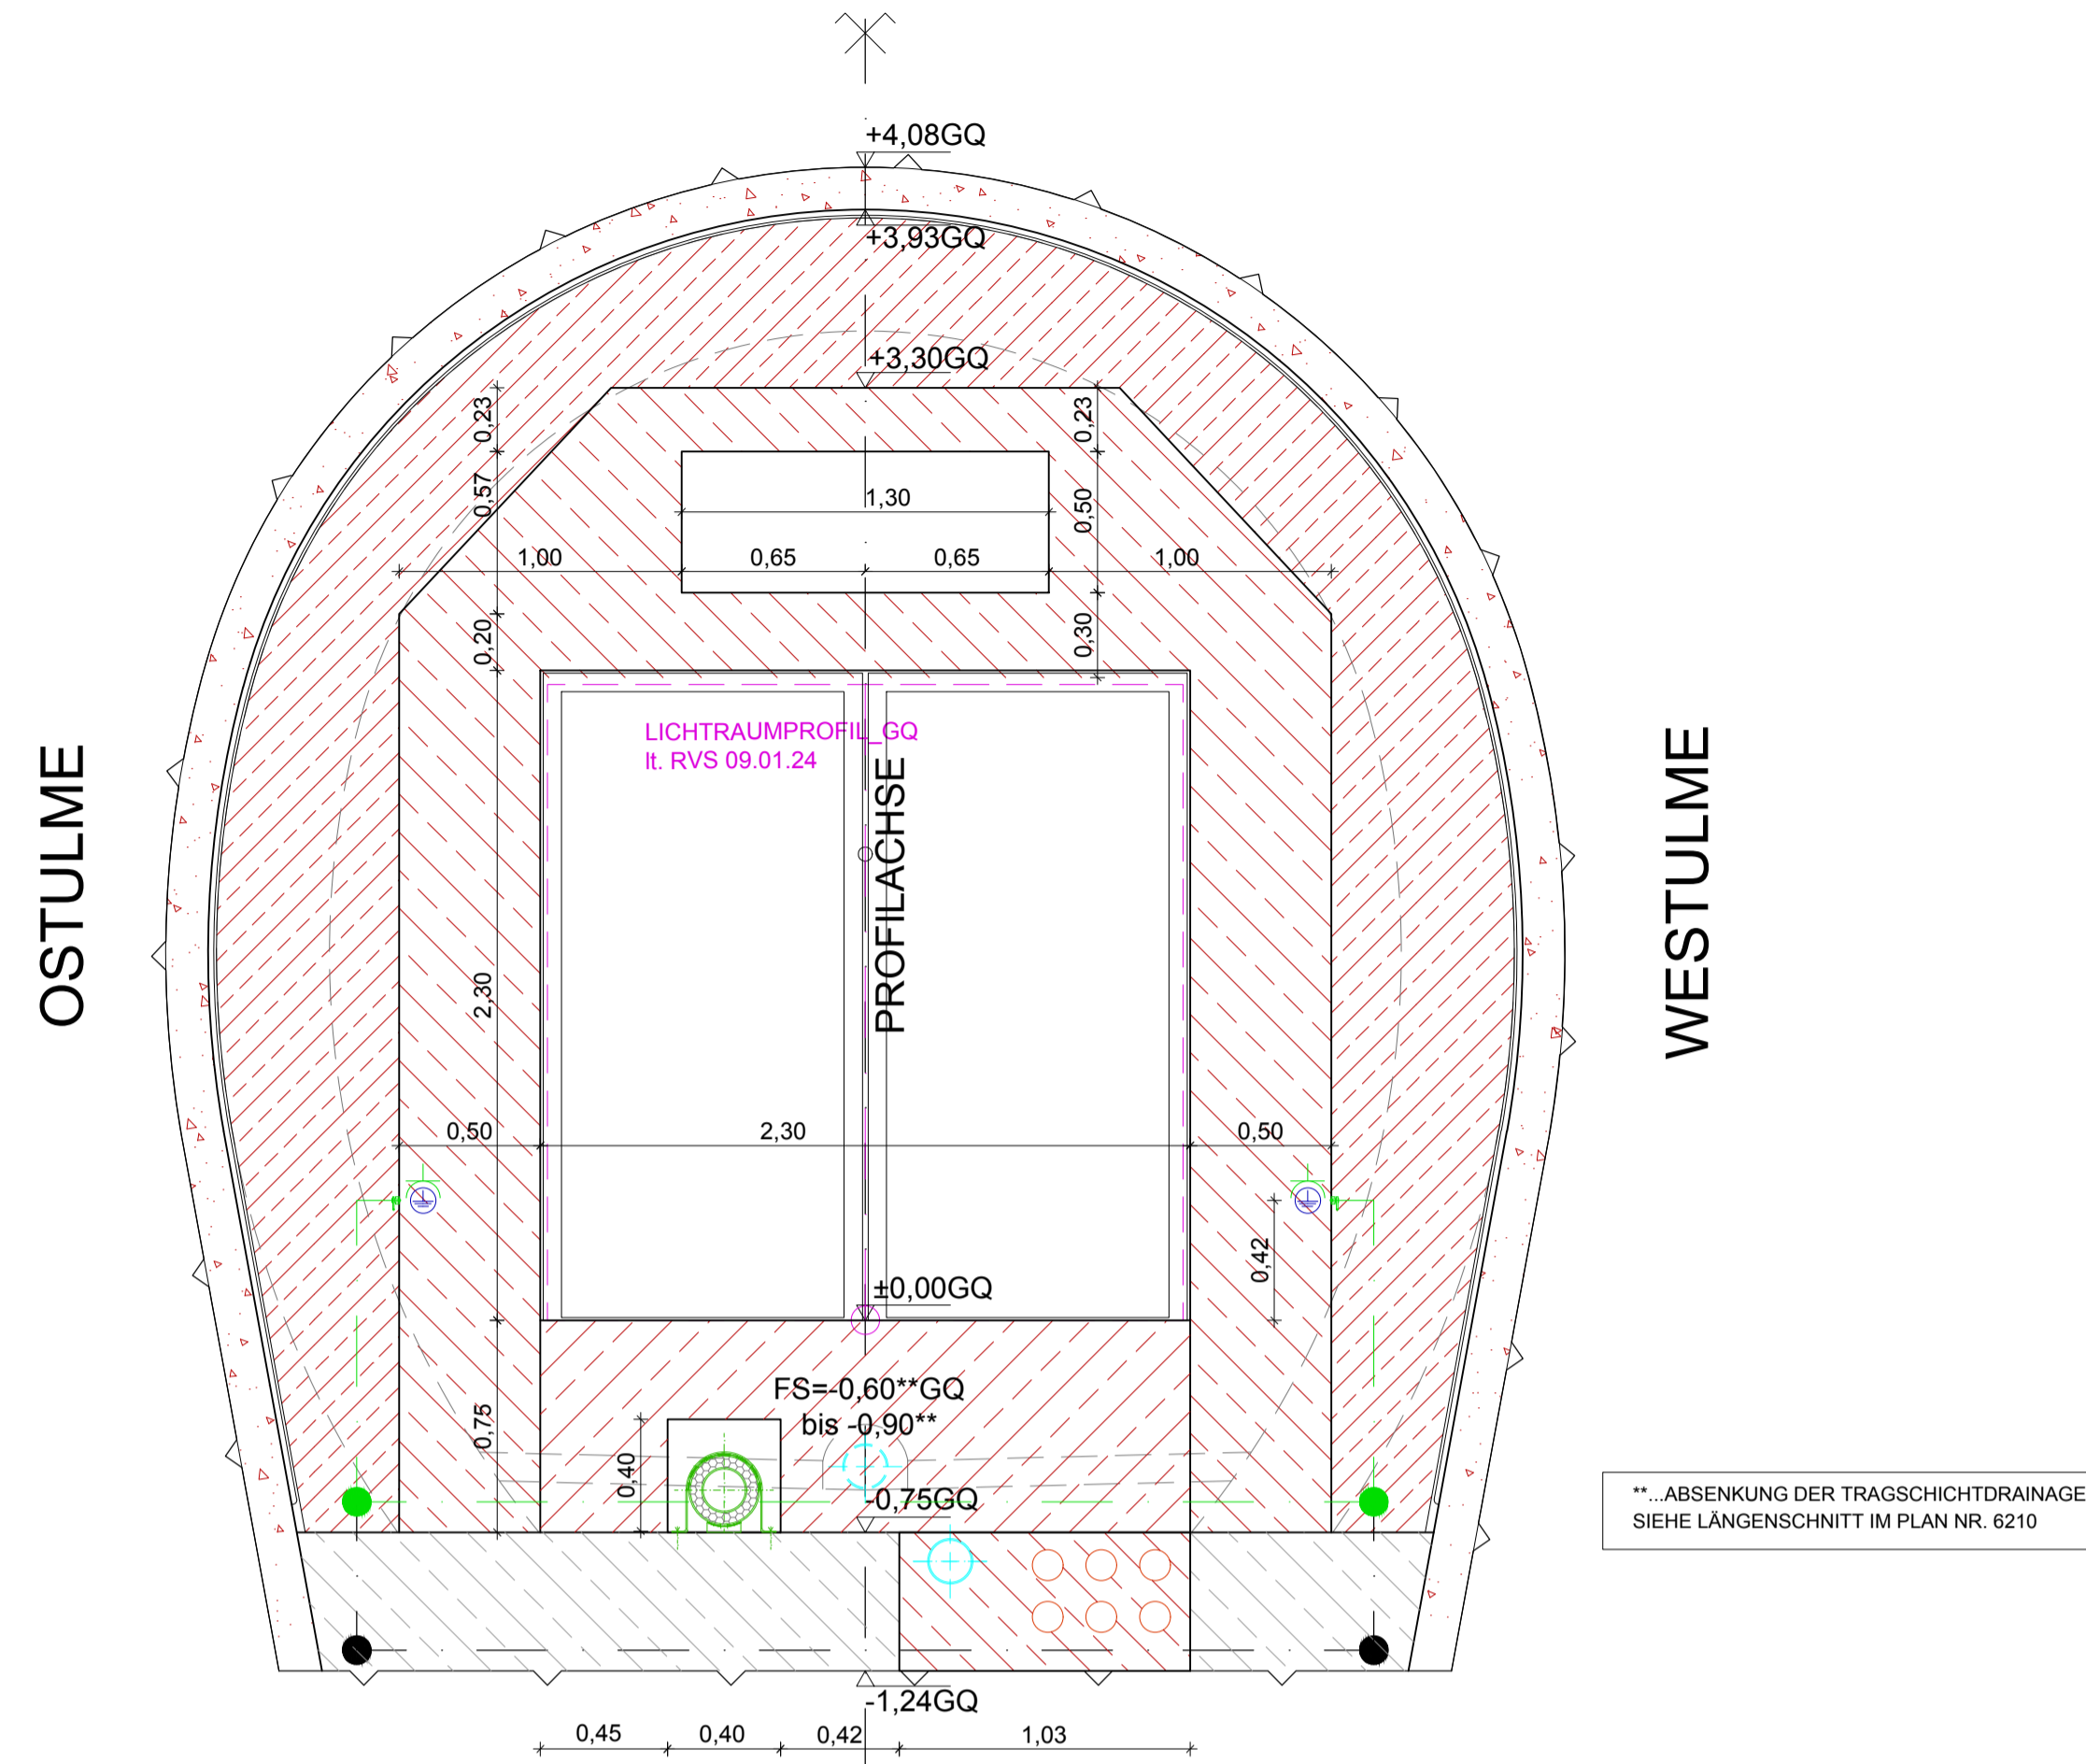 +4,08GQ
+3,93GQ
+3,30GQ
0,23
0,23
0,57
1,30
0,50
1,00
0,65
0,65
1,00
0,20
0,30
LICHTRAUMPROFIL_GQ
lt. RVS 09.01.24
OSTULME
PROFILACHSE
WESTULME
2,30
0,50
2,30
0,50
0,42
±0,00GQ
FS=-0,60**GQ
bis -0,90**
0,75
0,40
-0,75GQ
**...ABSENKUNG DER TRAGSCHICHTDRAINAGE
SIEHE LÄNGENSCHNITT IM PLAN NR. 6210
-1,24GQ
0,45
0,40
0,42
1,03